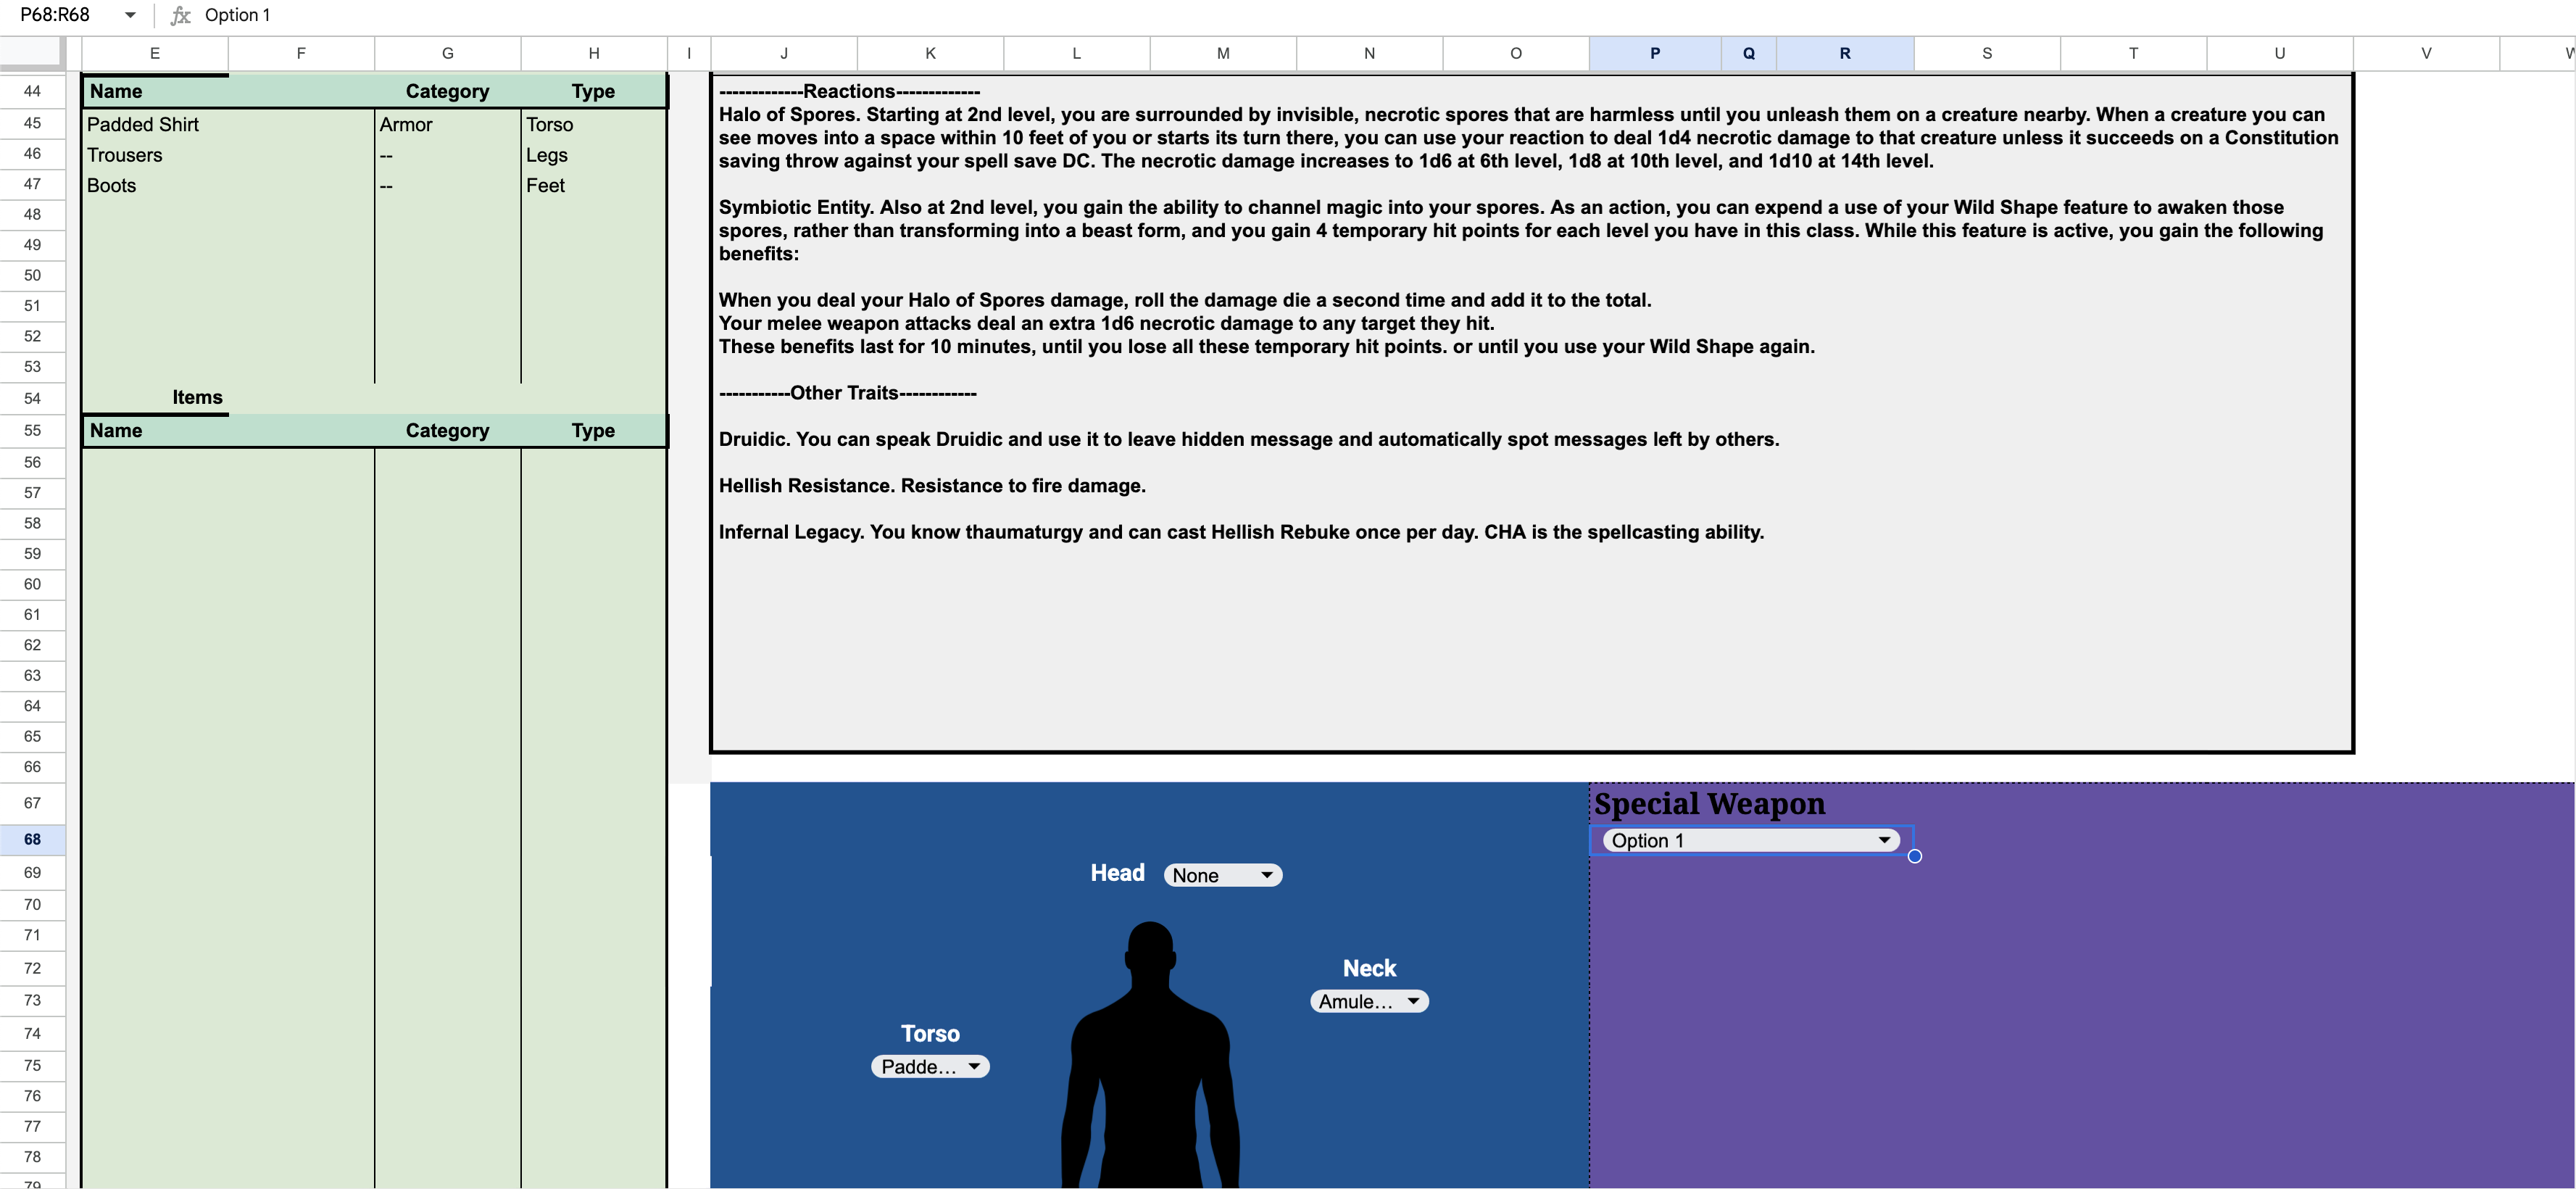 P68:R68 fx Option 1
E F G H I J K L M N O P Q R S T U V W
44 Name Category Type
45 Padded Shirt Armor Torso
46 Trousers -- Legs
47 Boots -- Feet
48
49
50
51
52
53
54 Items
55 Name Category Type
56
57
58
59
60
61
62
63
64
65
66
67
68
69
70
71
72
73
74
75
76
77
78
79
-------------Reactions-------------
Halo of Spores. Starting at 2nd level, you are surrounded by invisible, necrotic spores that are harmless until you unleash them on a creature nearby. When a creature you can
see moves into a space within 10 feet of you or starts its turn there, you can use your reaction to deal 1d4 necrotic damage to that creature unless it succeeds on a Constitution
saving throw against your spell save DC. The necrotic damage increases to 1d6 at 6th level, 1d8 at 10th level, and 1d10 at 14th level.
Symbiotic Entity. Also at 2nd level, you gain the ability to channel magic into your spores. As an action, you can expend a use of your Wild Shape feature to awaken those
spores, rather than transforming into a beast form, and you gain 4 temporary hit points for each level you have in this class. While this feature is active, you gain the following
benefits:
When you deal your Halo of Spores damage, roll the damage die a second time and add it to the total.
Your melee weapon attacks deal an extra 1d6 necrotic damage to any target they hit.
These benefits last for 10 minutes, until you lose all these temporary hit points. or until you use your Wild Shape again.
-----------Other Traits------------
Druidic. You can speak Druidic and use it to leave hidden message and automatically spot messages left by others.
Hellish Resistance. Resistance to fire damage.
Infernal Legacy. You know thaumaturgy and can cast Hellish Rebuke once per day. CHA is the spellcasting ability.
Special Weapon
Option 1
Head None
Neck
Amule...
Torso
Padde...